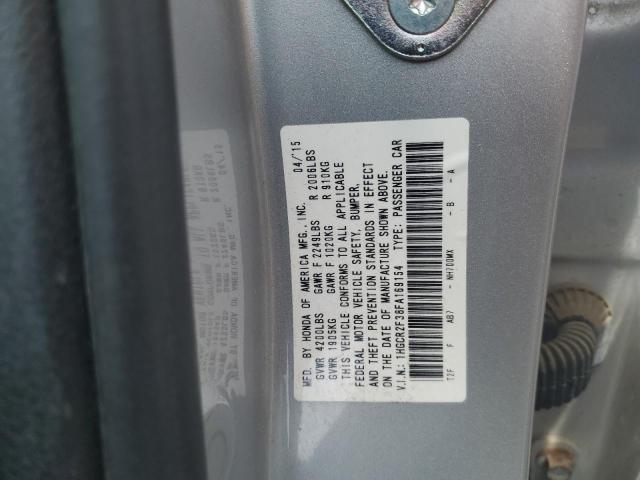 MFD. BY HONDA OF AMERICA MFG., INC. 04/15
GVWR 4200LBS GAWR F 2249LBS R 2006LBS
GVWR 1905KG GAWR F 1020KG R 910KG
THIS VEHICLE CONFORMS TO ALL APPLICABLE
FEDERAL MOTOR VEHICLE SAFETY, BUMPER,
AND THEFT PREVENTION STANDARDS IN EFFECT
ON THE DATE OF MANUFACTURE SHOWN ABOVE.
V.I.N.: 1HGCR2F38FA169154 TYPE: PASSENGER CAR
T2F F AB7 - NH700MX - B - A